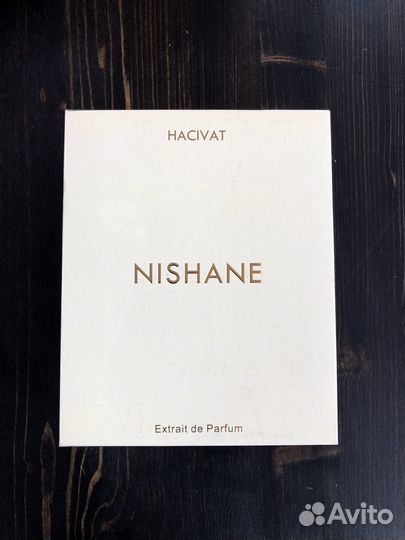 HACIVAT
NISHANE
Extrait de Parfum
Avito